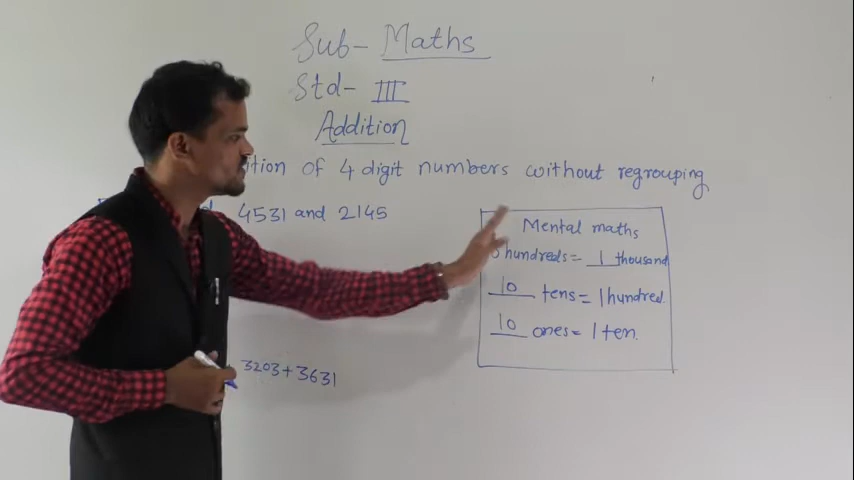 Sub- Maths
Std- III
Addition
ition of 4 digit numbers without regrouping
4531 and 2145
Mental maths
0 hundreds= 1 thousand
10 tens= 1 hundred.
10 ones= 1 ten.
3203+3631